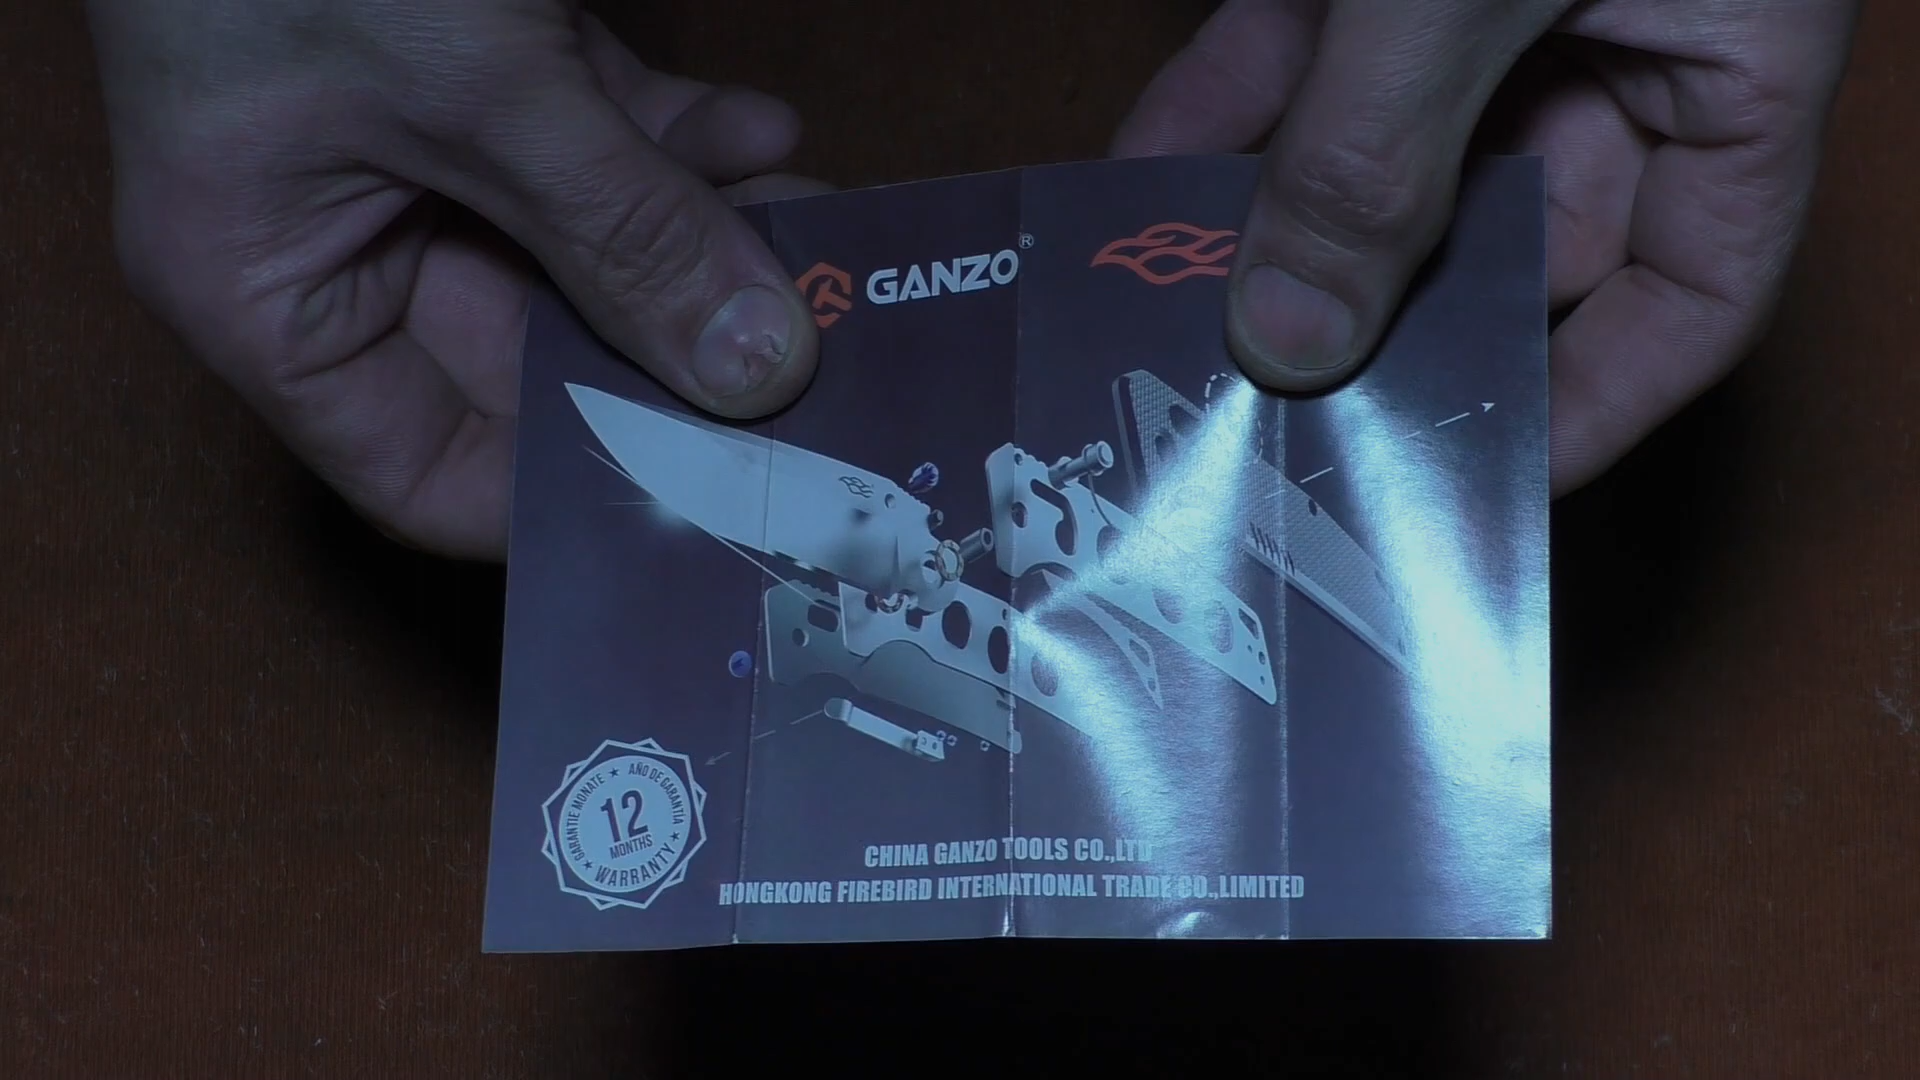 GANZO®
GARANTIE MONATE ★ AÑO DE GARANTIA
12
MONTHS
★ WARRANTY ★
CHINA GANZO TOOLS CO.,LTD
HONGKONG FIREBIRD INTERNATIONAL TRADE CO.,LIMITED